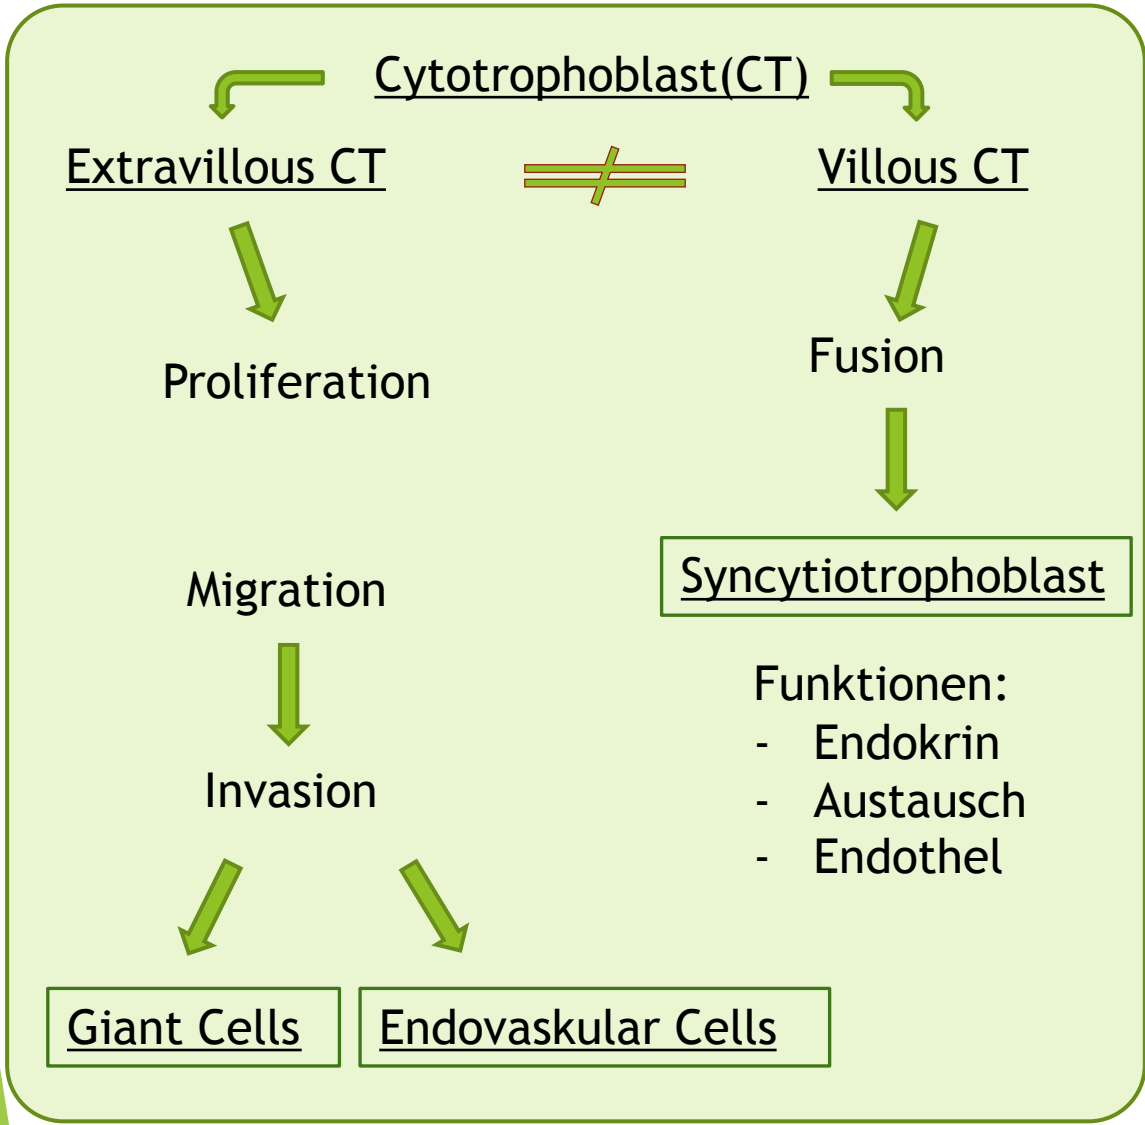 Cytotrophoblast(CT)
Extravillous CT
Villous CT
Proliferation
Fusion
Migration
Syncytiotrophoblast
Invasion
Funktionen:
- Endokrin
- Austausch
- Endothel
Giant Cells
Endovaskular Cells